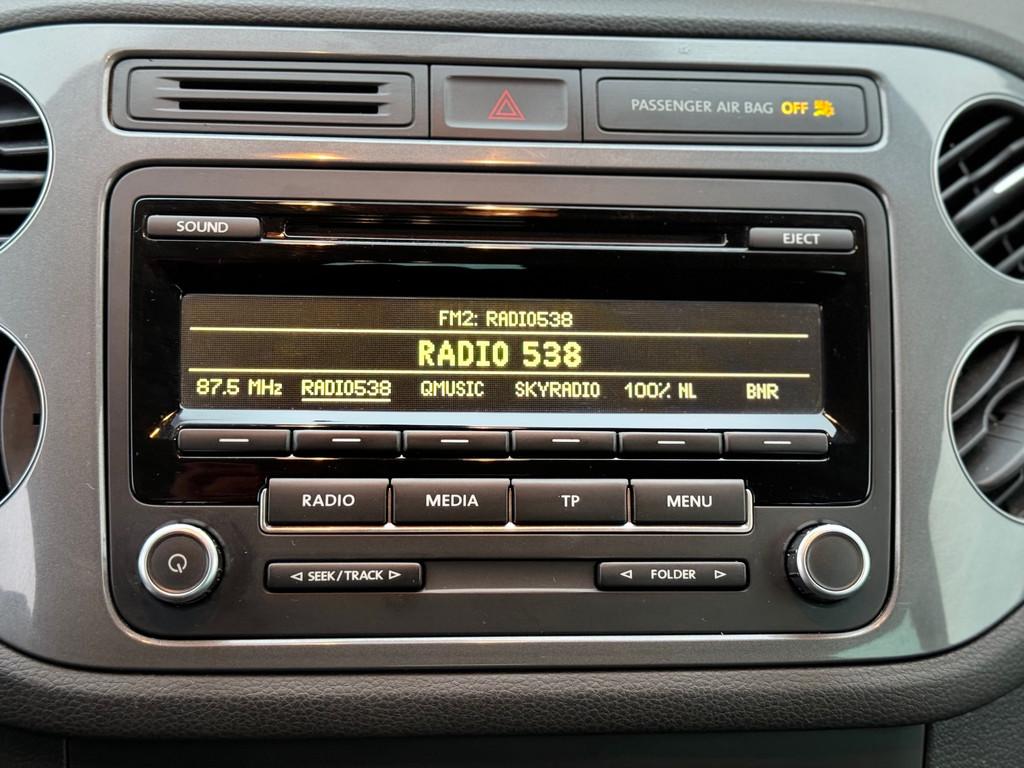 PASSENGER AIR BAG OFF
SOUND
EJECT
FM2: RADIO538
RADIO 538
87.5 MHz RADIO538 QMUSIC SKYRADIO 100% NL BNR
RADIO MEDIA TP MENU
SEEK/TRACK FOLDER